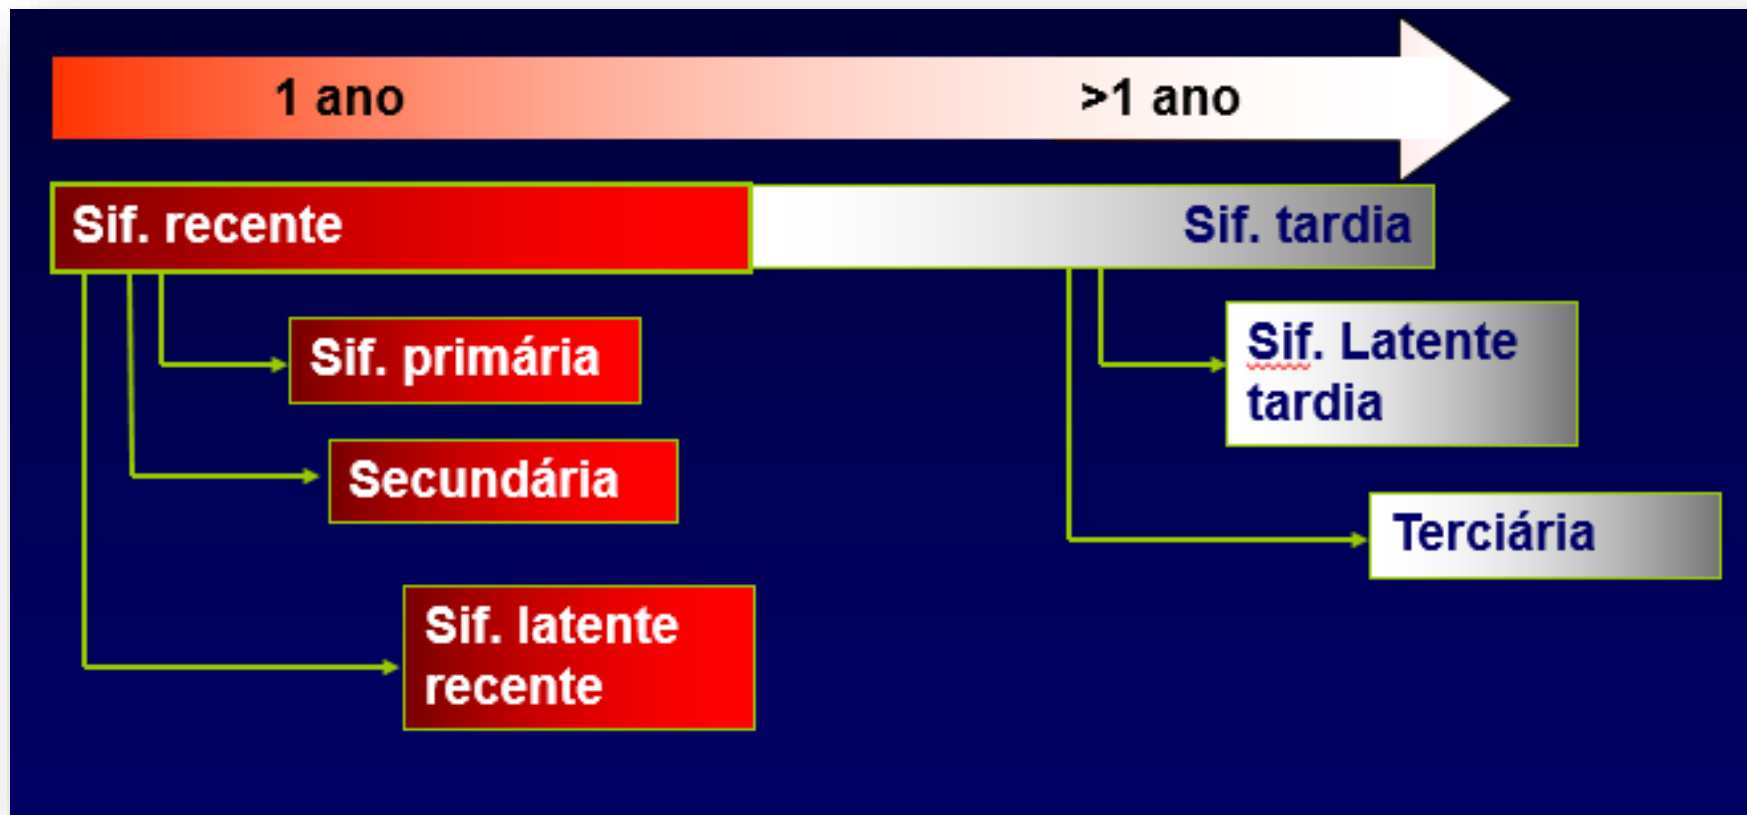 1 ano
>1 ano
Sif. recente
Sif. tardia
Sif. primária
Sif. Latente
tardia
Secundária
Terciária
Sif. latente
recente